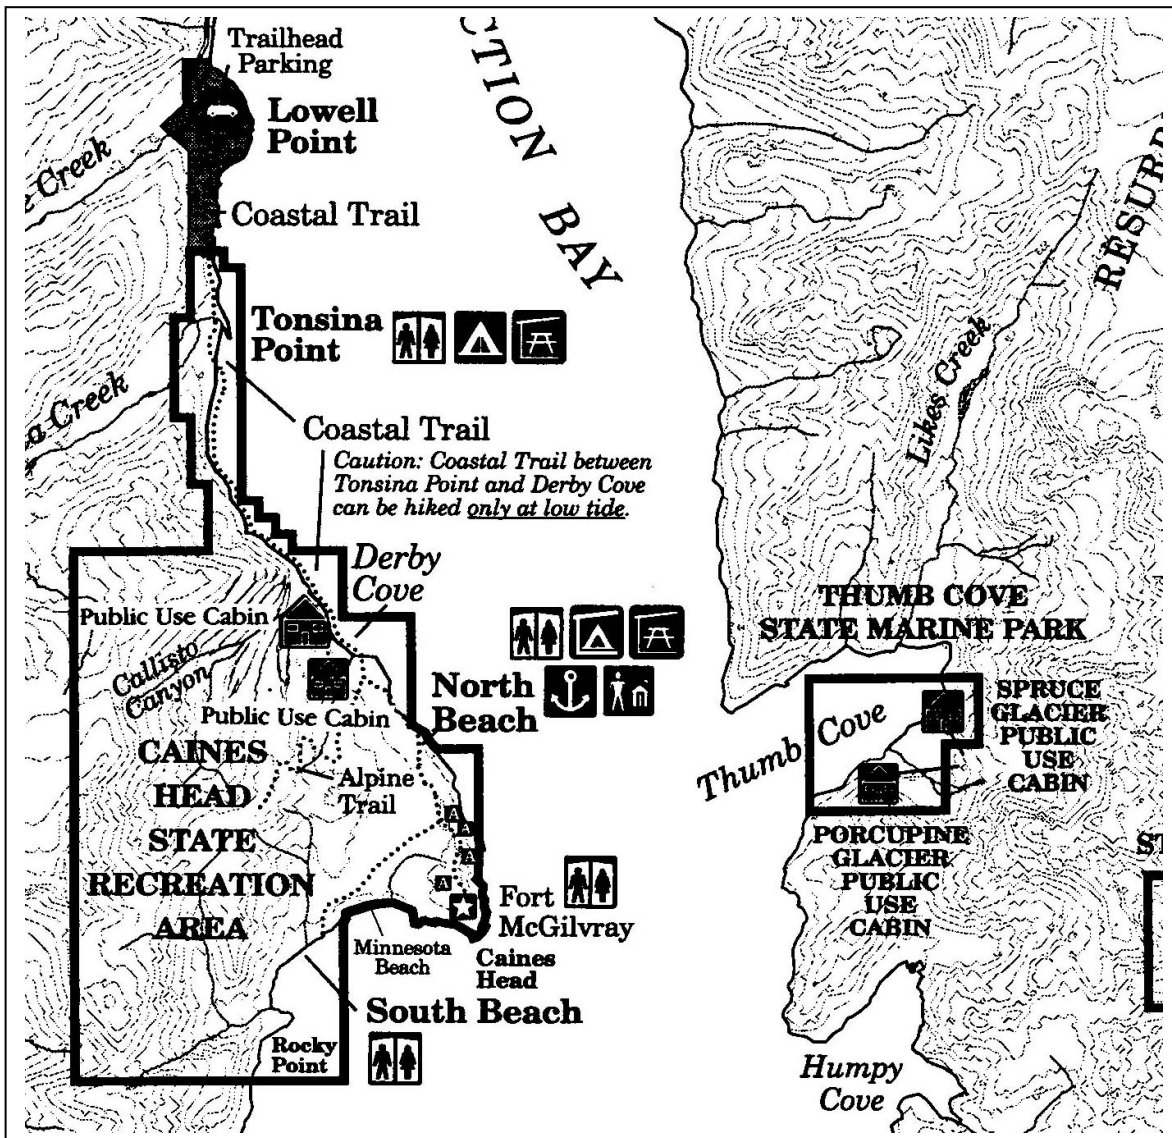 Trailhead
Parking
Lowell
Point
Creek
Coastal Trail
CTION BAY
RESUR
Tonsina
Point
Creek
Likes Creek
Coastal Trail
Caution: Coastal Trail between
Tonsina Point and Derby Cove
can be hiked only at low tide.
Derby
Cove
Public Use Cabin
Callisto
Canyon
Public Use Cabin
North
Beach
THUMB COVE
STATE MARINE PARK
Thumb Cove
SPRUCE
GLACIER
PUBLIC
USE
CABIN
CAINES
HEAD
STATE
RECREATION
AREA
Alpine
Trail
PORCUPINE
GLACIER
PUBLIC
USE
CABIN
ST
Fort
McGilvray
Minnesota
Beach
Caines
Head
South Beach
Rocky
Point
Humpy
Cove